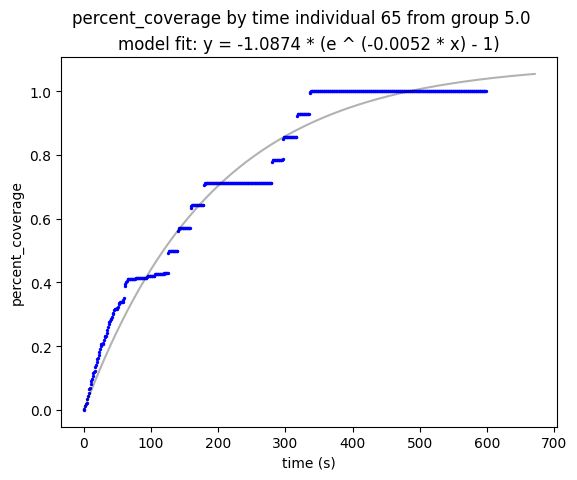 percent_coverage by time individual 65 from group 5.0
model fit: y = -1.0874 * (e ^ (-0.0052 * x) - 1)
1.0
0.8
0.6
0.4
0.2
0.0
percent_coverage
0 100 200 300 400 500 600 700
time (s)